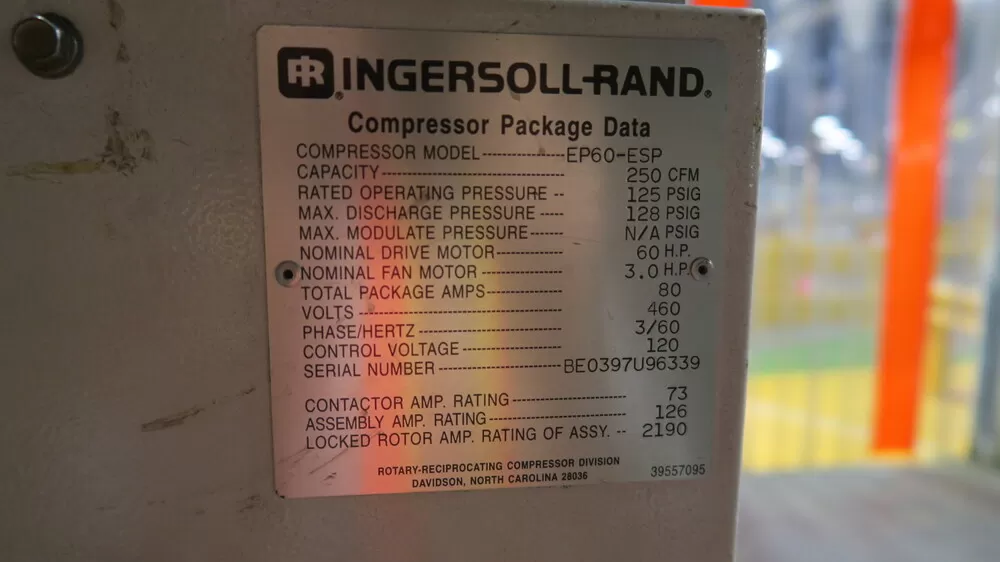 IR INGERSOLL-RAND®
Compressor Package Data
COMPRESSOR MODEL---------------EP60-ESP
CAPACITY---------------------------------250 CFM
RATED OPERATING PRESSURE -- 125 PSIG
MAX. DISCHARGE PRESSURE ----- 128 PSIG
MAX. MODULATE PRESSURE------- N/A PSIG
NOMINAL DRIVE MOTOR------------- 60 H.P.
NOMINAL FAN MOTOR --------------- 3.0 H.P.
TOTAL PACKAGE AMPS-------------- 80
VOLTS ------------------------------------- 460
PHASE/HERTZ--------------------------- 3/60
CONTROL VOLTAGE------------------- 120
SERIAL NUMBER -----------------------BE0397U96339
CONTACTOR AMP. RATING--------------------- 73
ASSEMBLY AMP. RATING-------------------------- 126
LOCKED ROTOR AMP. RATING OF ASSY. -- 2190
ROTARY-RECIPROCATING COMPRESSOR DIVISION
DAVIDSON, NORTH CAROLINA 28036
39557095